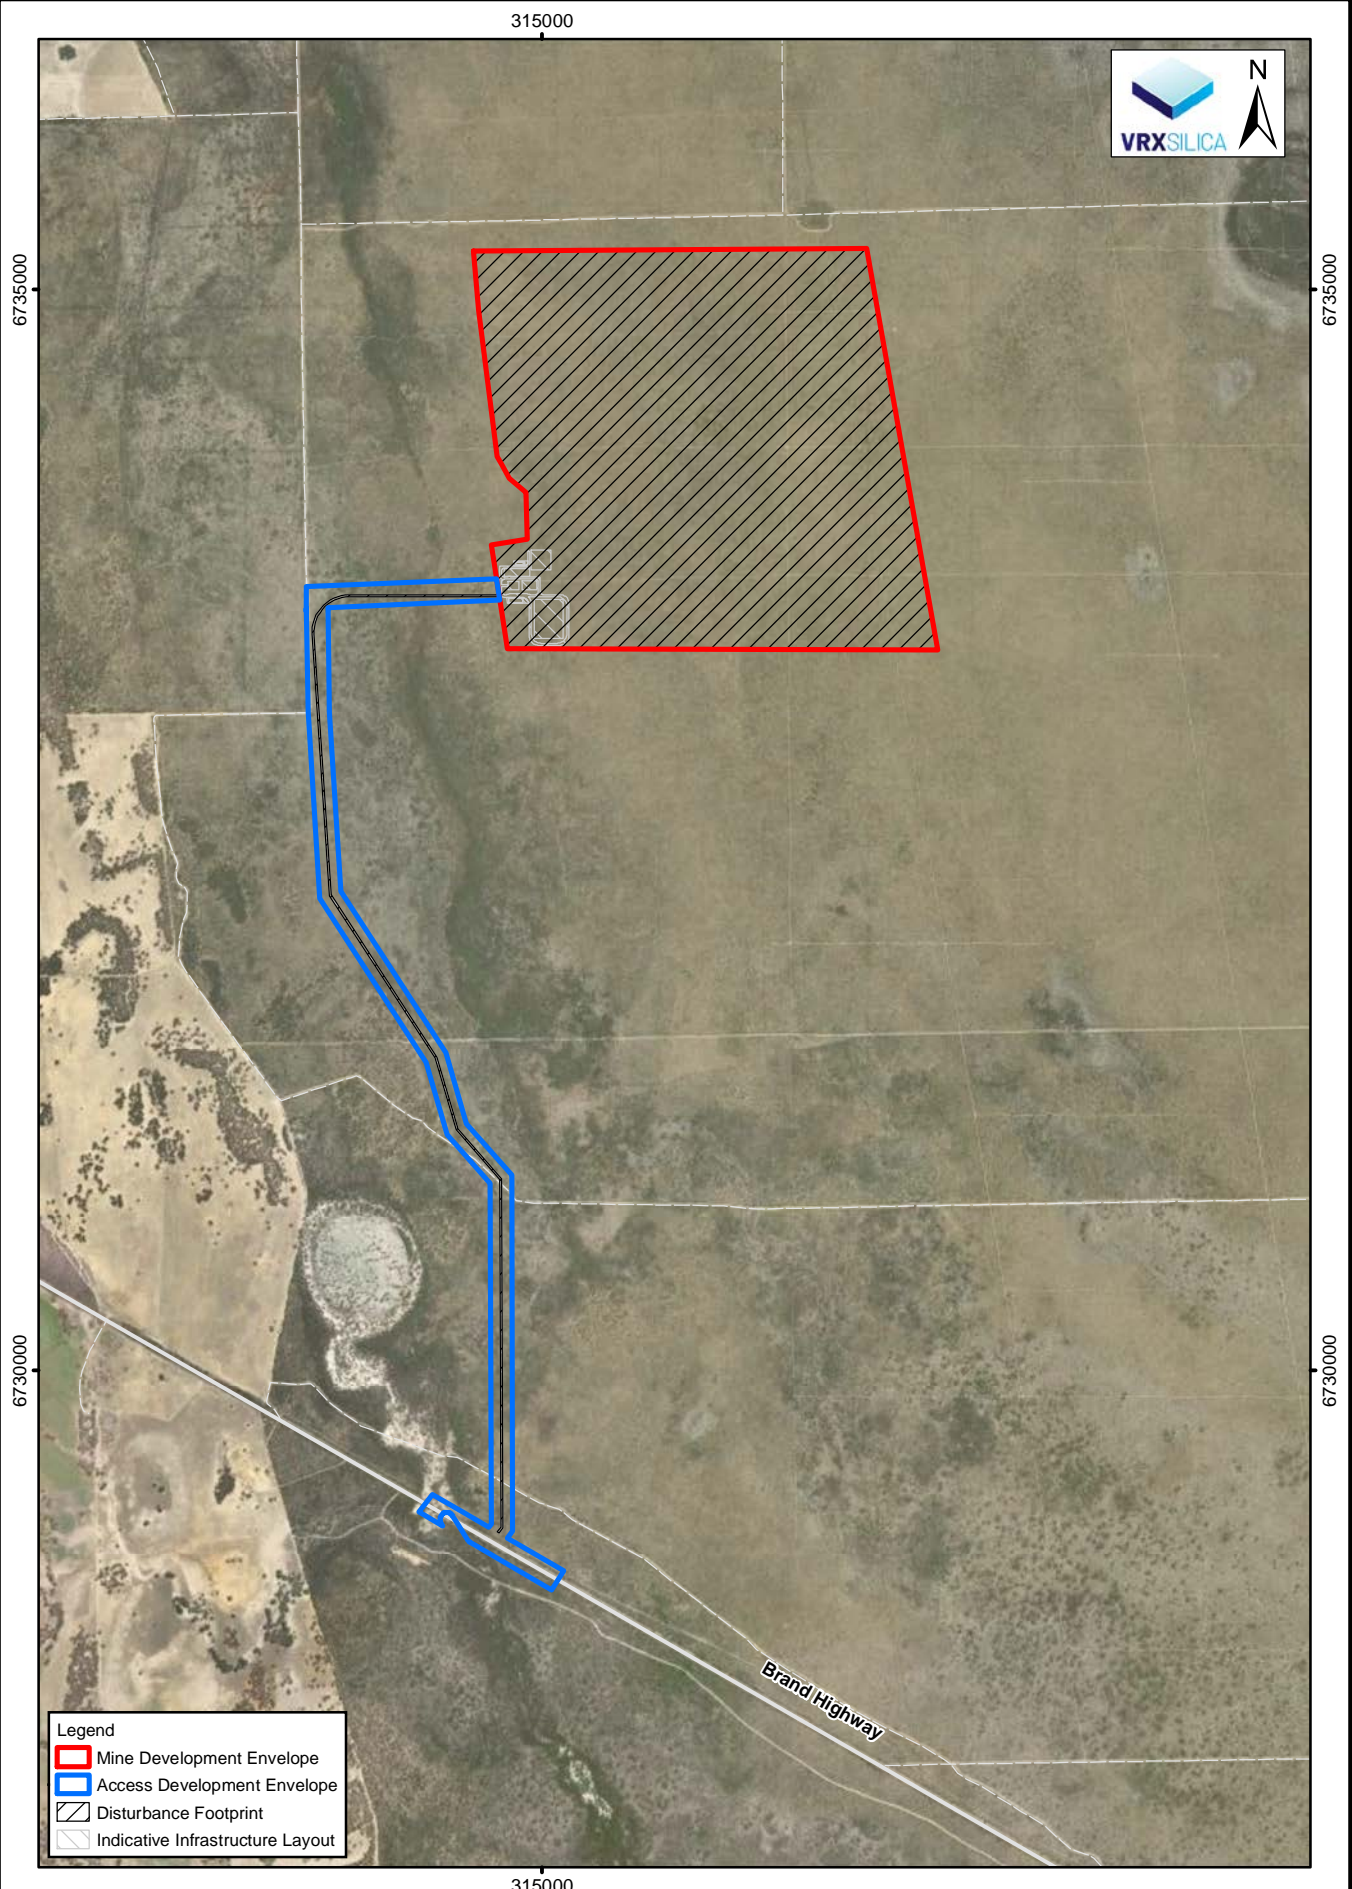 315000
VRXSILICA
N
6735000
6735000
6730000
6730000
Brand Highway
Legend
Mine Development Envelope
Access Development Envelope
Disturbance Footprint
Indicative Infrastructure Layout
315000